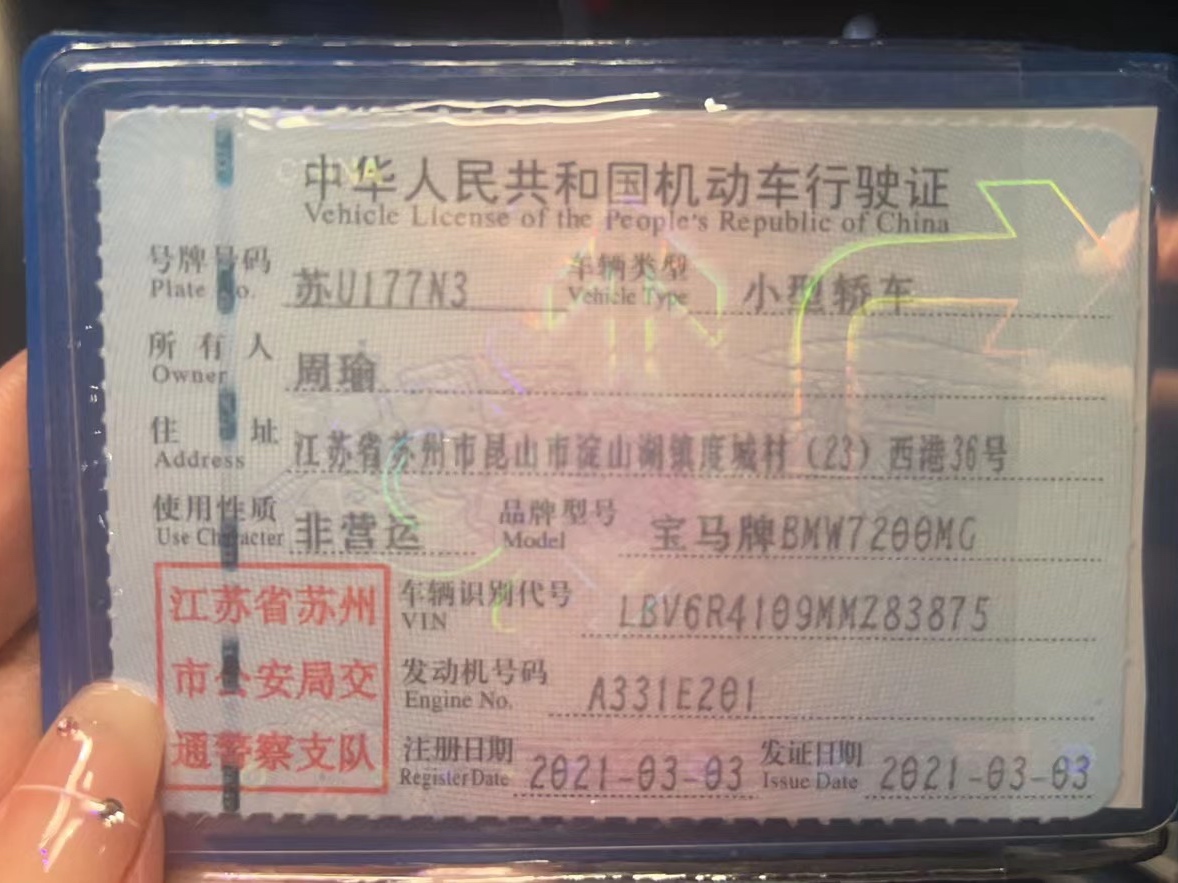 中华人民共和国机动车行驶证
Vehicle License of the People's Republic of China
号牌号码 苏U177N3 车辆类型 小型轿车
Plate No. Vehicle Type
所有人 周瑜
Owner
住址 江苏省苏州市昆山市淀山湖镇度城村（23）西港36号
Address
使用性质 非营运 品牌型号 宝马牌BMW7200MG
Use Character Model
江苏省苏州
市公安局交
通警察支队
车辆识别代号 LBV6R4109MMZ83875
VIN
发动机号码 A331E201
Engine No.
注册日期 2021-03-03 发证日期 2021-03-03
Register Date Issue Date